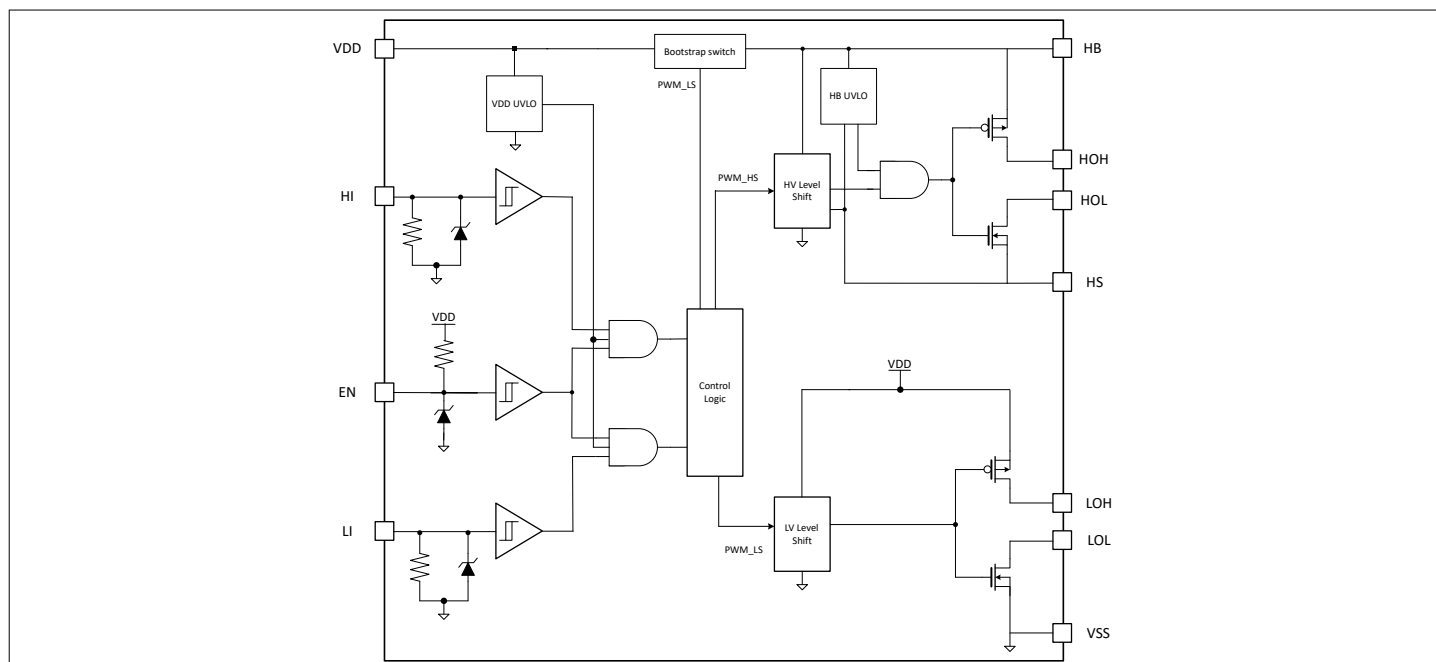 VDD
Bootstrap switch
HB
PWM_LS
VDD UVLO
HB UVLO
HOH
HI
PWM_HS
HV Level
Shift
HOL
HS
VDD
EN
Control
Logic
VDD
LOH
LI
LV Level
Shift
LOL
PWM_LS
VSS